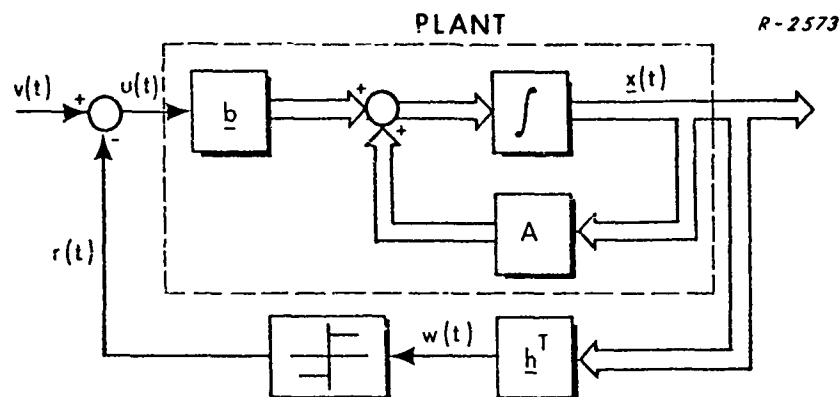 PLANT
R-2573
v(t)
+
-
u(t)
b
+
+
∫
x(t)
A
r(t)
w(t)
h^T